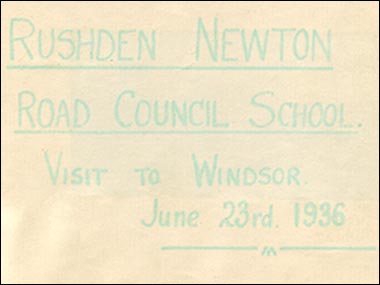 RUSHDEN NEWTON
ROAD COUNCIL SCHOOL.
VISIT TO WINDSOR.
June 23rd. 1936